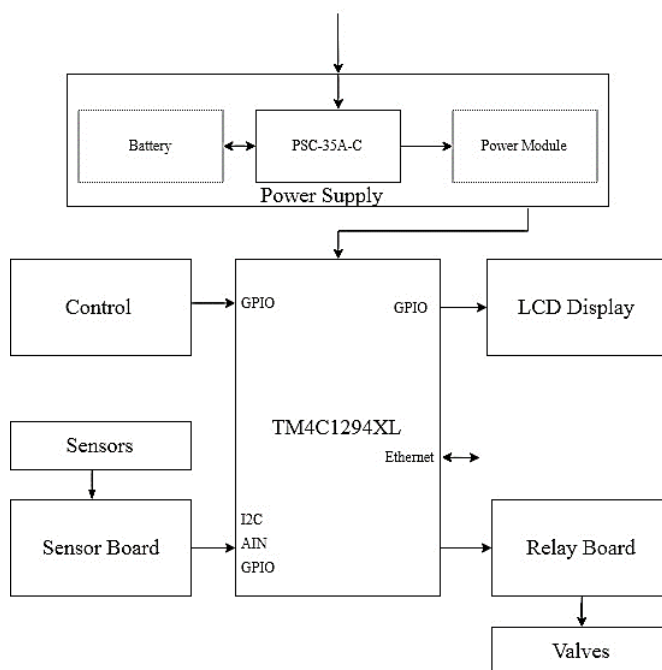 Battery
PSC-35A-C
Power Module
Power Supply
Control
GPIO
GPIO
LCD Display
TM4C1294XL
Sensors
Ethernet
Sensor Board
I2C
AIN
GPIO
Relay Board
Valves